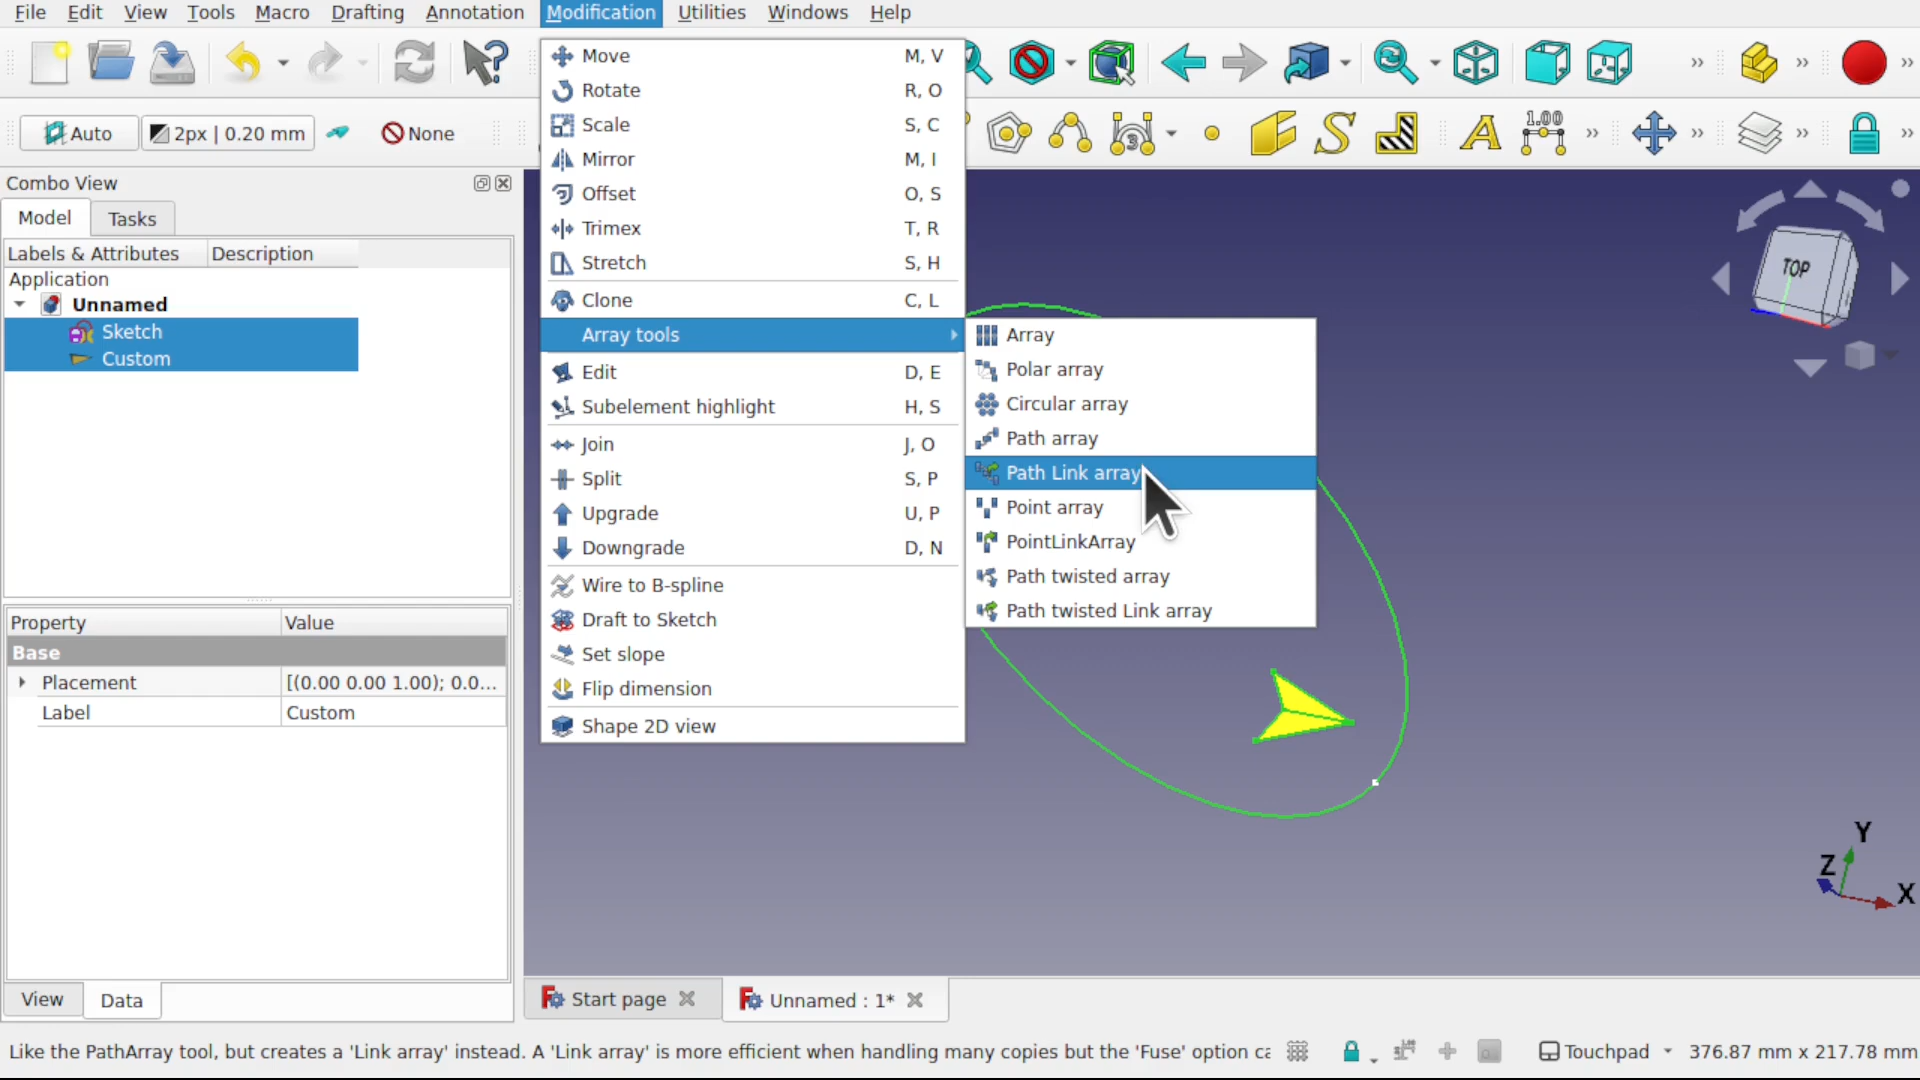 File Edit View Tools Macro Drafting Annotation Modification Utilities Windows Help
Auto 2px | 0.20 mm None
3
1.00
Combo View
Model Tasks
Labels & Attributes Description
Application
Unnamed
Sketch
Custom
Property Value
Base
Placement [(0.00 0.00 1.00); 0.0...
Label Custom
View Data
Move M, V
Rotate R, O
Scale S, C
Mirror M, I
Offset O, S
Trimex T, R
Stretch S, H
Clone C, L
Array tools
Edit D, E
Subelement highlight H, S
Join J, O
Split S, P
Upgrade U, P
Downgrade D, N
Wire to B-spline
Draft to Sketch
Set slope
Flip dimension
Shape 2D view
Array
Polar array
Circular array
Path array
Path Link array
Point array
PointLinkArray
Path twisted array
Path twisted Link array
TOP
Y
Z
X
Start page Unnamed : 1*
Like the PathArray tool, but creates a 'Link array' instead. A 'Link array' is more efficient when handling many copies but the 'Fuse' option ca Touchpad 376.87 mm x 217.78 mm